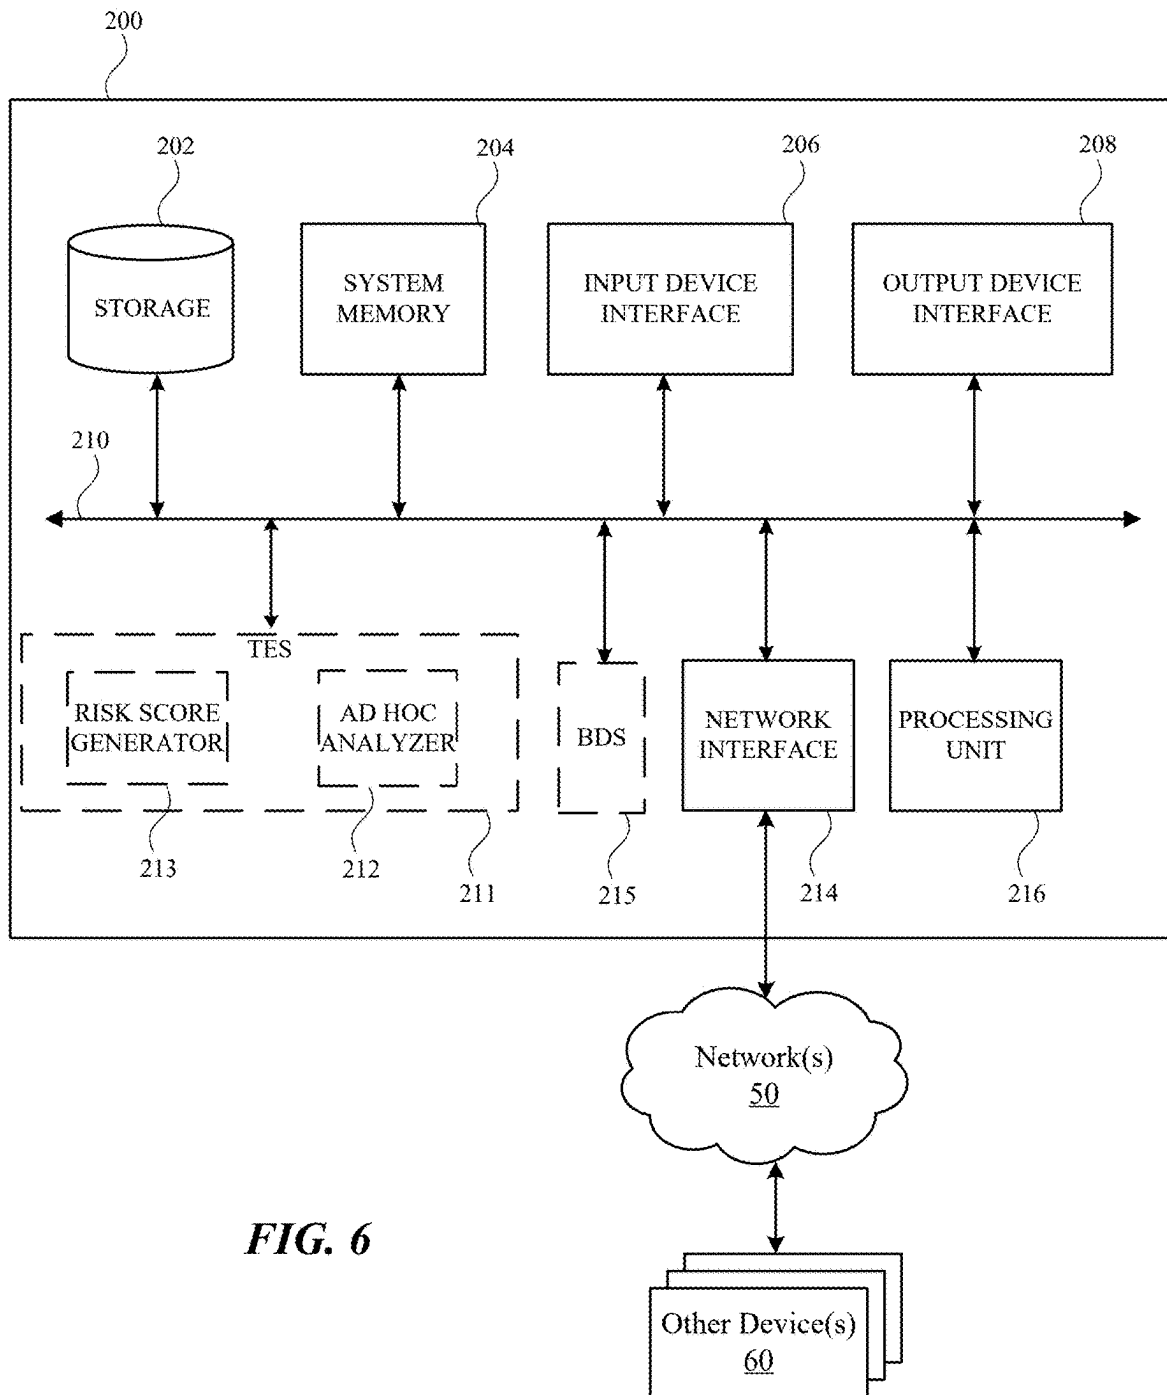 200
202
204
206
208
STORAGE
SYSTEM
MEMORY
INPUT DEVICE
INTERFACE
OUTPUT DEVICE
INTERFACE
210
TES
RISK SCORE
GENERATOR
AD HOC
ANALYZER
BDS
NETWORK
INTERFACE
PROCESSING
UNIT
213
212
211
215
214
216
Network(s)
50
FIG. 6
Other Device(s)
60